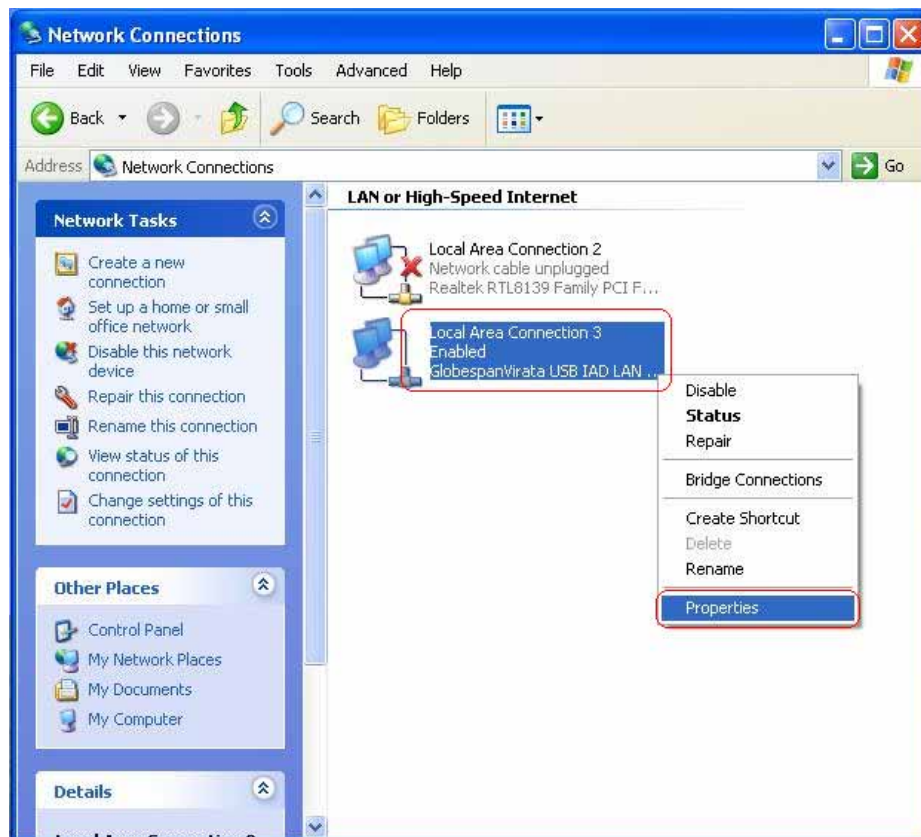 Network Connections
File Edit View Favorites Tools Advanced Help
Back Search Folders
Address Network Connections Go
Network Tasks
Create a new
connection
Set up a home or small
office network
Disable this network
device
Repair this connection
Rename this connection
View status of this
connection
Change settings of this
connection
Other Places
Control Panel
My Network Places
My Documents
My Computer
Details
LAN or High-Speed Internet
Local Area Connection 2
Network cable unplugged
Realtek RTL8139 Family PCI F...
Local Area Connection 3
Enabled
GlobespanVirata USB IAD LAN ...
Disable
Status
Repair
Bridge Connections
Create Shortcut
Delete
Rename
Properties